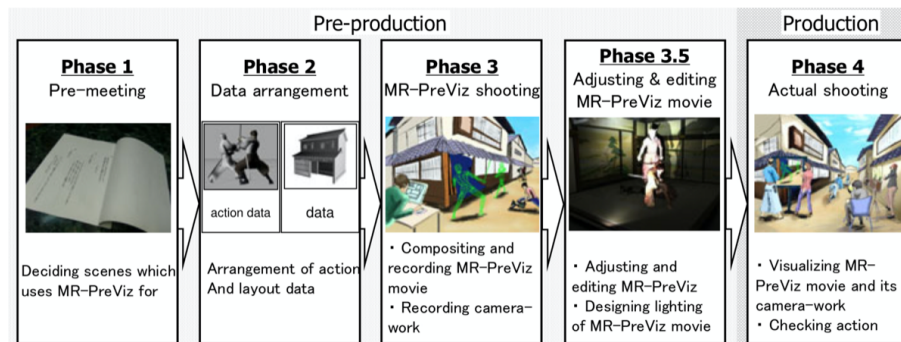 Pre-production
Production
Phase 1
Pre-meeting
Deciding scenes which
uses MR-PreViz for
Phase 2
Data arrangement
action data
data
Arrangement of action
And layout data
Phase 3
MR-PreViz shooting
・Compositing and
recording MR-PreViz
movie
・Recording camera-
work
Phase 3.5
Adjusting & editing
MR-PreViz movie
・Adjusting and
editing MR-PreViz
・Designing lighting
of MR-PreViz movie
Phase 4
Actual shooting
・Visualizing MR-
PreViz movie and its
camera-work
・Checking action